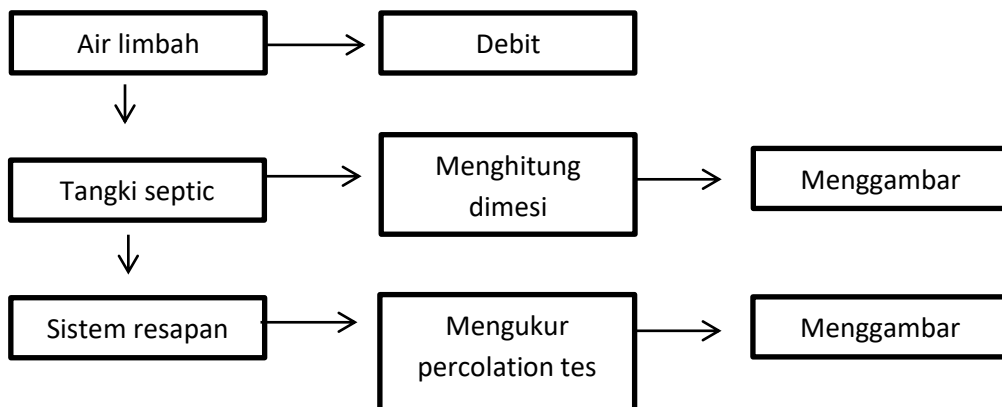 Air limbah
Debit
Tangki septic
Menghitung
dimesi
Menggambar
Sistem resapan
Mengukur
percolation tes
Menggambar